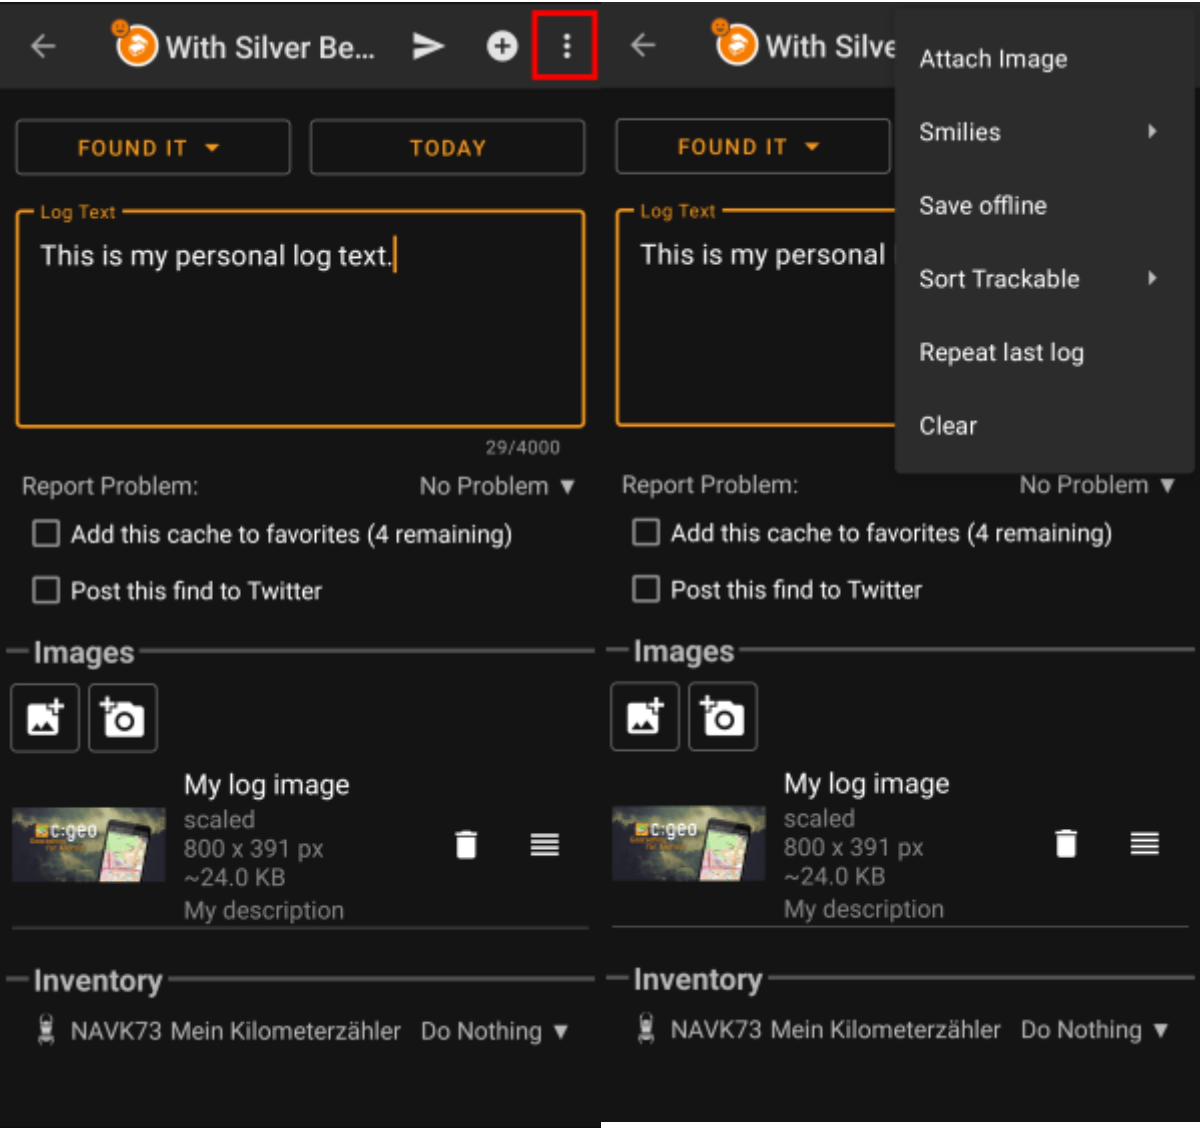 With Silver Be...
FOUND IT
TODAY
Log Text
This is my personal log text.
29/4000
Report Problem:
No Problem
Add this cache to favorites (4 remaining)
Post this find to Twitter
Images
My log image
scaled
800 x 391 px
~24.0 KB
My description
c:geo
Inventory
NAVK73 Mein Kilometerzähler
Do Nothing
With Silve
FOUND IT
Log Text
This is my personal
Attach Image
Smilies
Save offline
Sort Trackable
Repeat last log
Clear
Report Problem:
No Problem
Add this cache to favorites (4 remaining)
Post this find to Twitter
Images
My log image
scaled
800 x 391 px
~24.0 KB
My description
c:geo
Inventory
NAVK73 Mein Kilometerzähler
Do Nothing